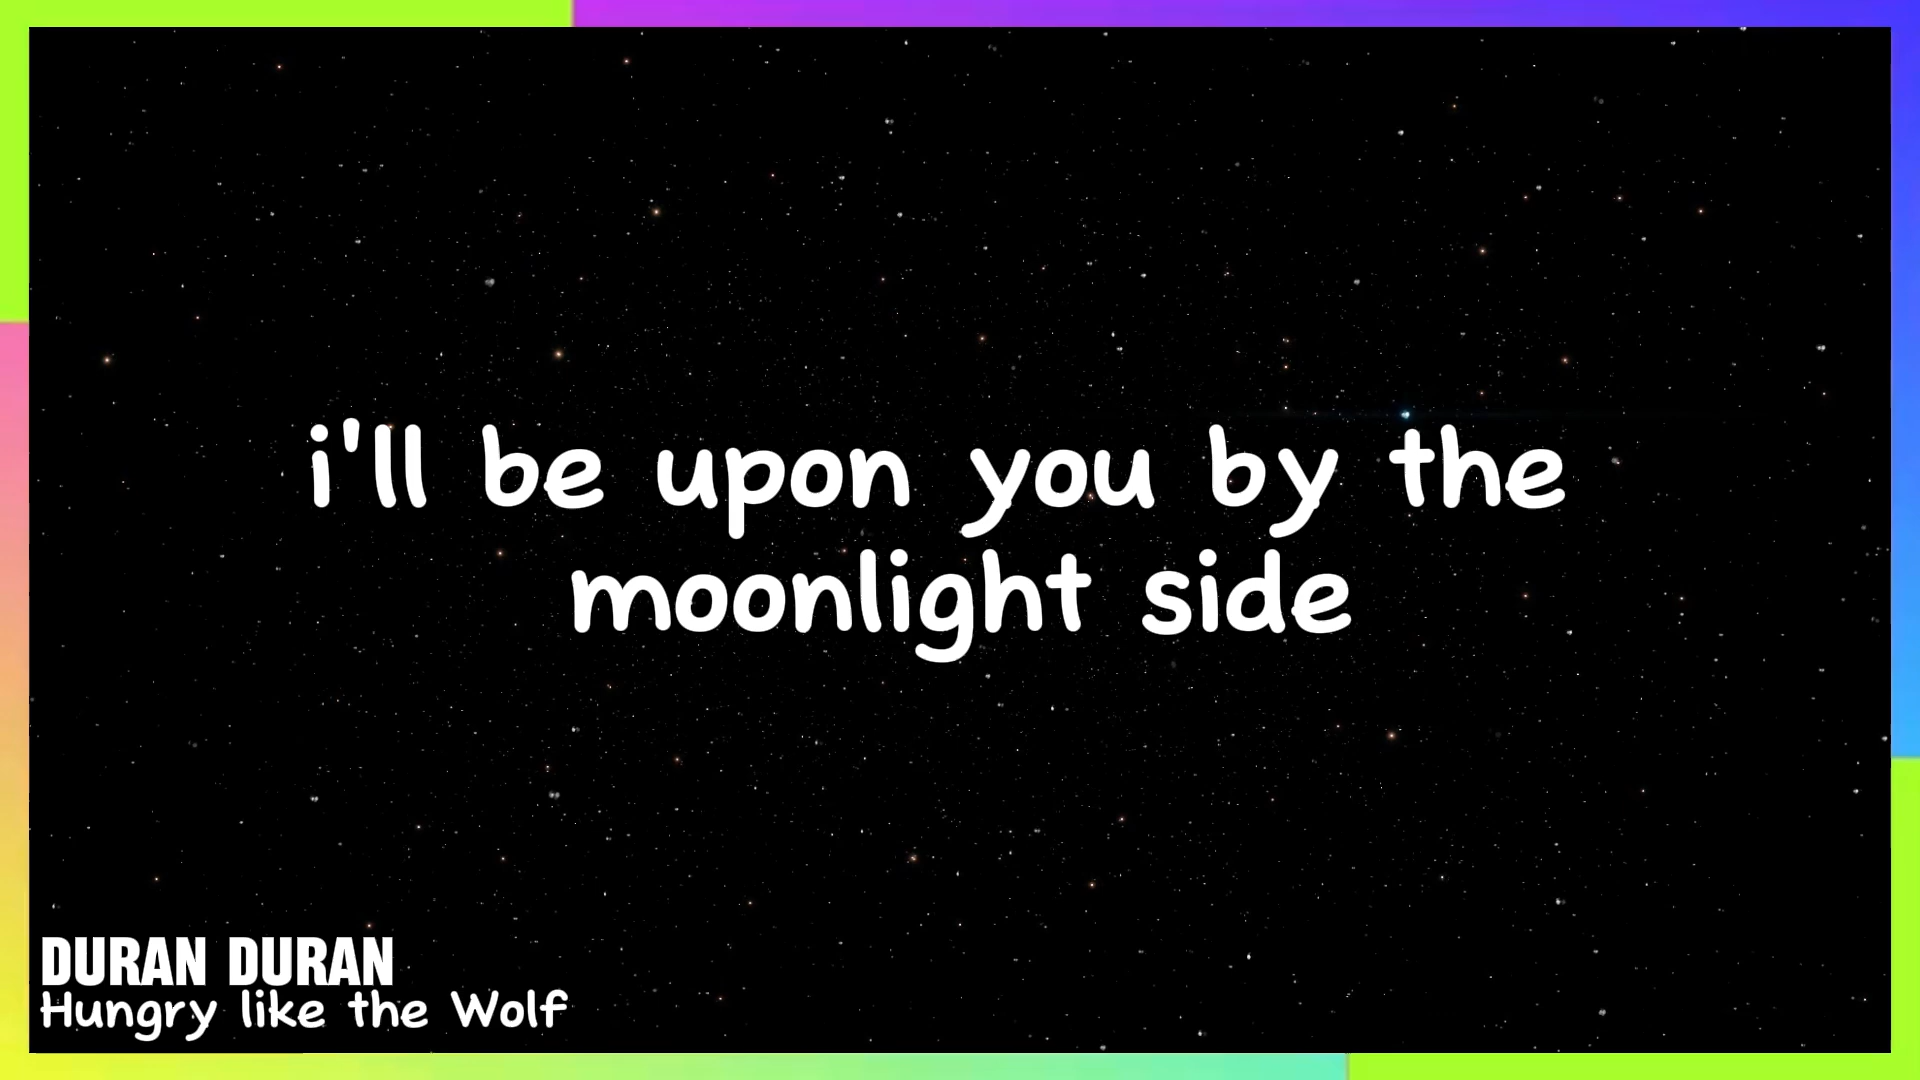 i'll be upon you by the
moonlight side
DURAN DURAN
Hungry like the Wolf